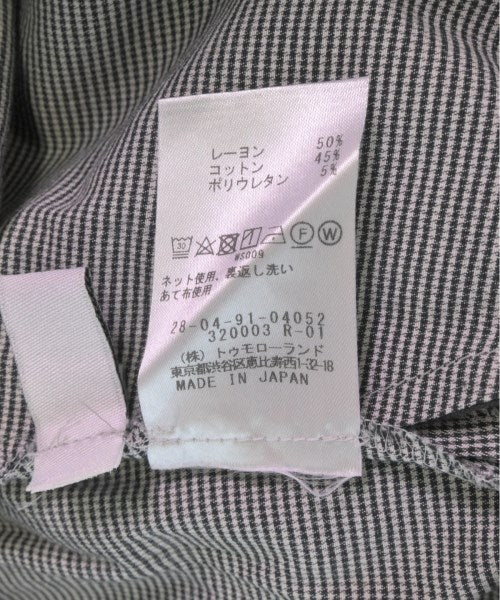 レーヨン 50%
コットン 45%
ポリウレタン 5%
30 F W
WS009
ネット使用、裏返し洗い
あて布使用
28-04-91-04052
320003 R-01
(株) トゥモローランド
東京都渋谷区恵比寿西1-32-18
MADE IN JAPAN